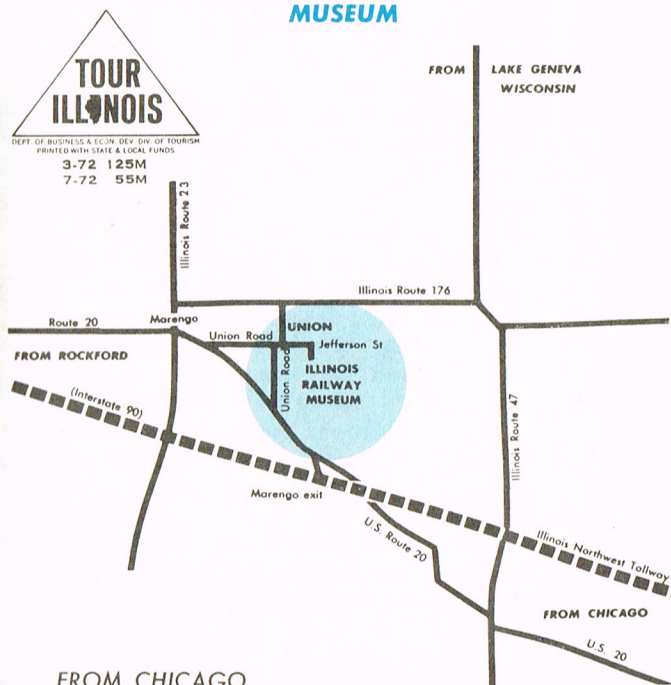 MUSEUM
TOUR
ILLINOIS
DEPT. OF BUSINESS & ECON. DEV. DIV. OF TOURISM
PRINTED WITH STATE & LOCAL FUNDS
3-72 125M
7-72 55M
FROM LAKE GENEVA
WISCONSIN
Illinois Route 23
Illinois Route 176
Route 20
Marengo
FROM ROCKFORD
Union Road
UNION
Jefferson St
Union Road
ILLINOIS
RAILWAY
MUSEUM
(Interstate 90)
Illinois Route 47
Marengo exit
U.S. Route 20
Illinois Northwest Tollway
FROM CHICAGO
U.S. 20
FROM CHICAGO